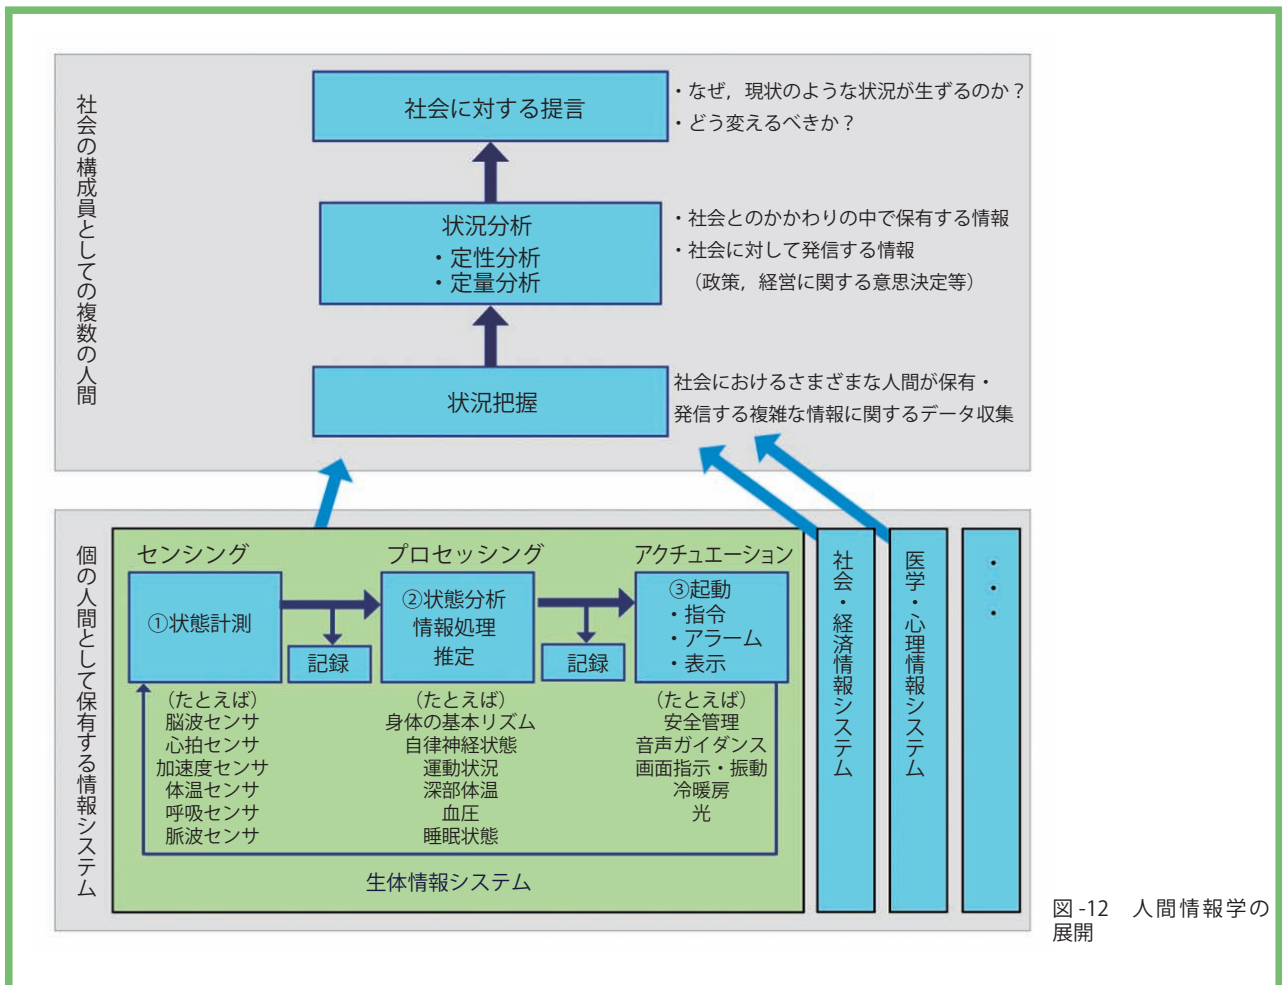 社会の構成員としての複数の人間
社会に対する提言
・なぜ，現状のような状況が生ずるのか？
・どう変えるべきか？
状況分析
・定性分析
・定量分析
・社会とのかかわりの中で保有する情報
・社会に対して発信する情報
（政策，経営に関する意思決定等）
状況把握
社会におけるさまざまな人間が保有・
発信する複雑な情報に関するデータ収集
個の人間として保有する情報システム
センシング
①状態計測
記録
（たとえば）
脳波センサ
心拍センサ
加速度センサ
体温センサ
呼吸センサ
脈波センサ
プロセッシング
②状態分析
情報処理
推定
記録
（たとえば）
身体の基本リズム
自律神経状態
運動状況
深部体温
血圧
睡眠状態
アクチュエーション
③起動
・指令
・アラーム
・表示
（たとえば）
安全管理
音声ガイダンス
画面指示・振動
冷暖房
光
生体情報システム
社会・経済情報システム
医学・心理情報システム
・・・
図-12　人間情報学の
展開